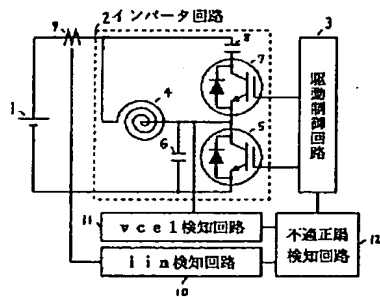 9
2インバータ回路
3
8
7
1
4
駆動制御回路
5
6
11
vce1検知回路
不適正鍋
検知回路
12
iin検知回路
10